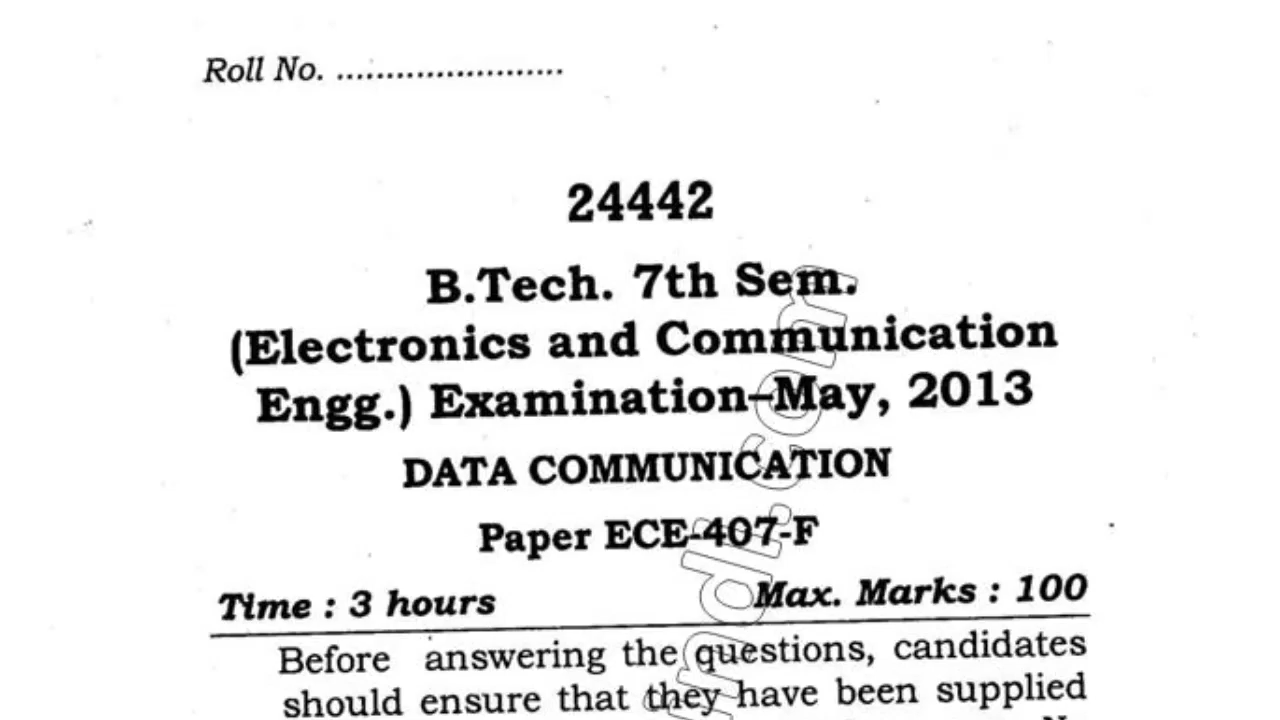 Roll No. .......................
24442
B.Tech. 7th Sem.
(Electronics and Communication
Engg.) Examination–May, 2013
DATA COMMUNICATION
Paper ECE-407-F
Time : 3 hours Max. Marks : 100
Before answering the questions, candidates
should ensure that they have been supplied